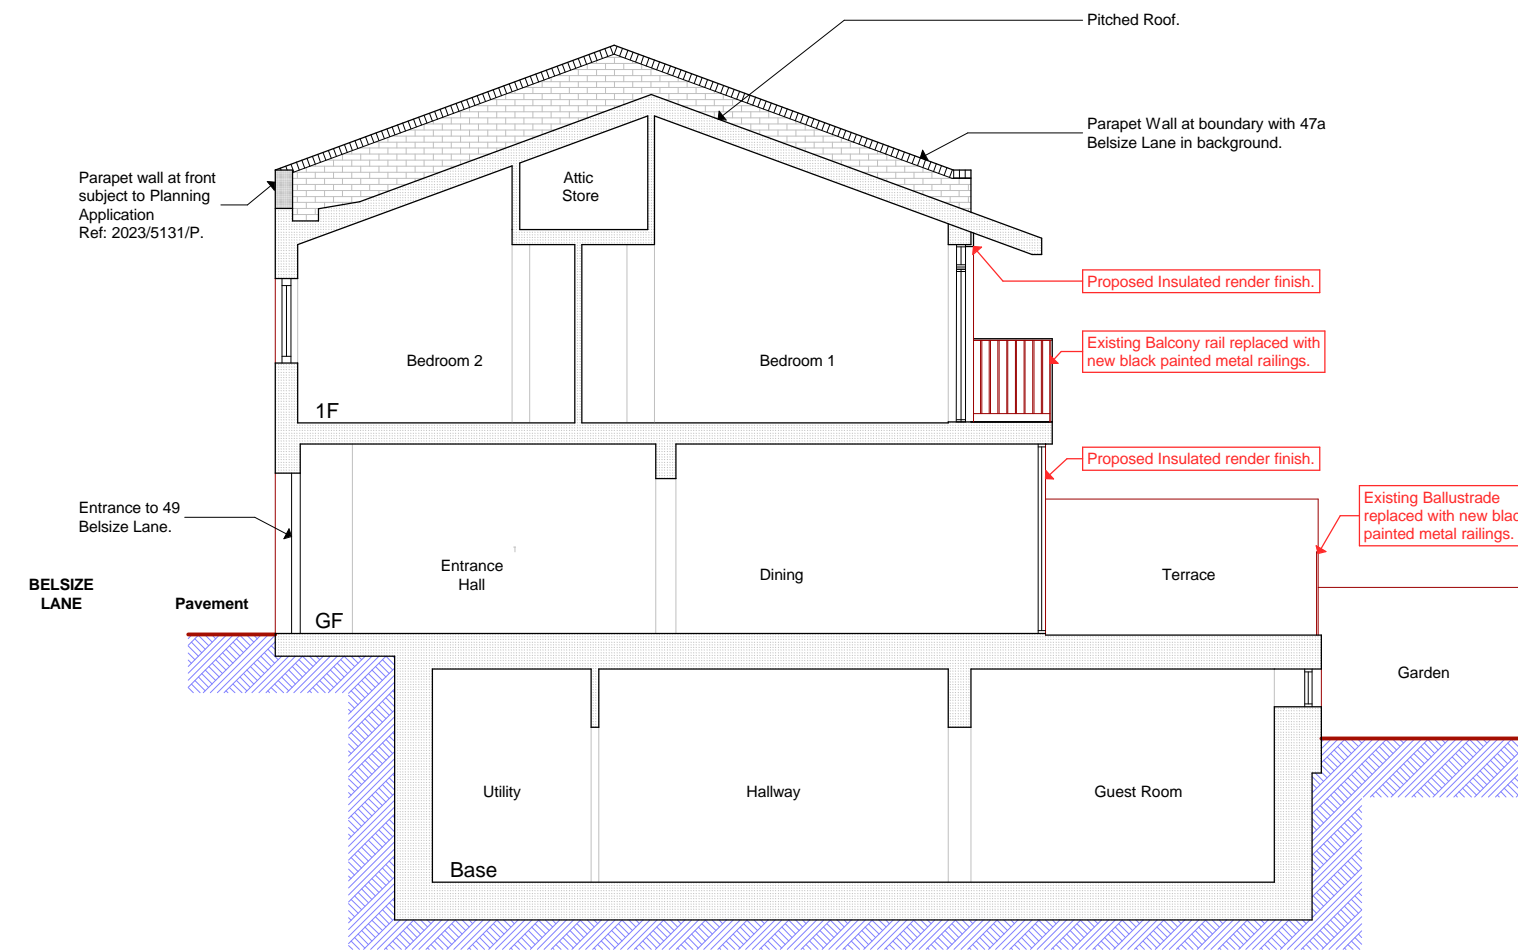 Pitched Roof.
Parapet Wall at boundary with 47a
Belsize Lane in background.
Parapet wall at front
subject to Planning
Application
Ref: 2023/5131/P.
Attic
Store
Proposed Insulated render finish.
Existing Balcony rail replaced with
new black painted metal railings.
Bedroom 2
Bedroom 1
1F
Proposed Insulated render finish.
Existing Ballustrade
replaced with new blac
painted metal railings.
Entrance to 49
Belsize Lane.
Entrance
Hall
Dining
Terrace
BELSIZE
LANE
Pavement
GF
Garden
Utility
Hallway
Guest Room
Base